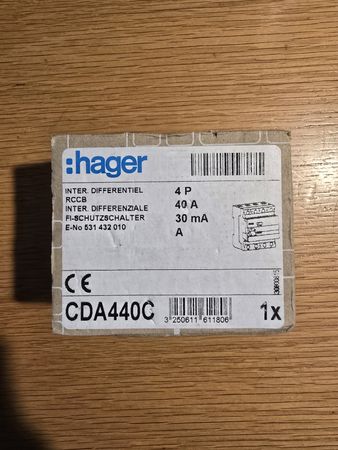 :hager
INTER. DIFFERENTIEL 4 P
RCCB 40 A
INTER. DIFFERENZIALE 30 mA
FI-SCHUTZSCHALTER A
E-No 531 432 010
CE
CDA440C 1x
3 250611 611806